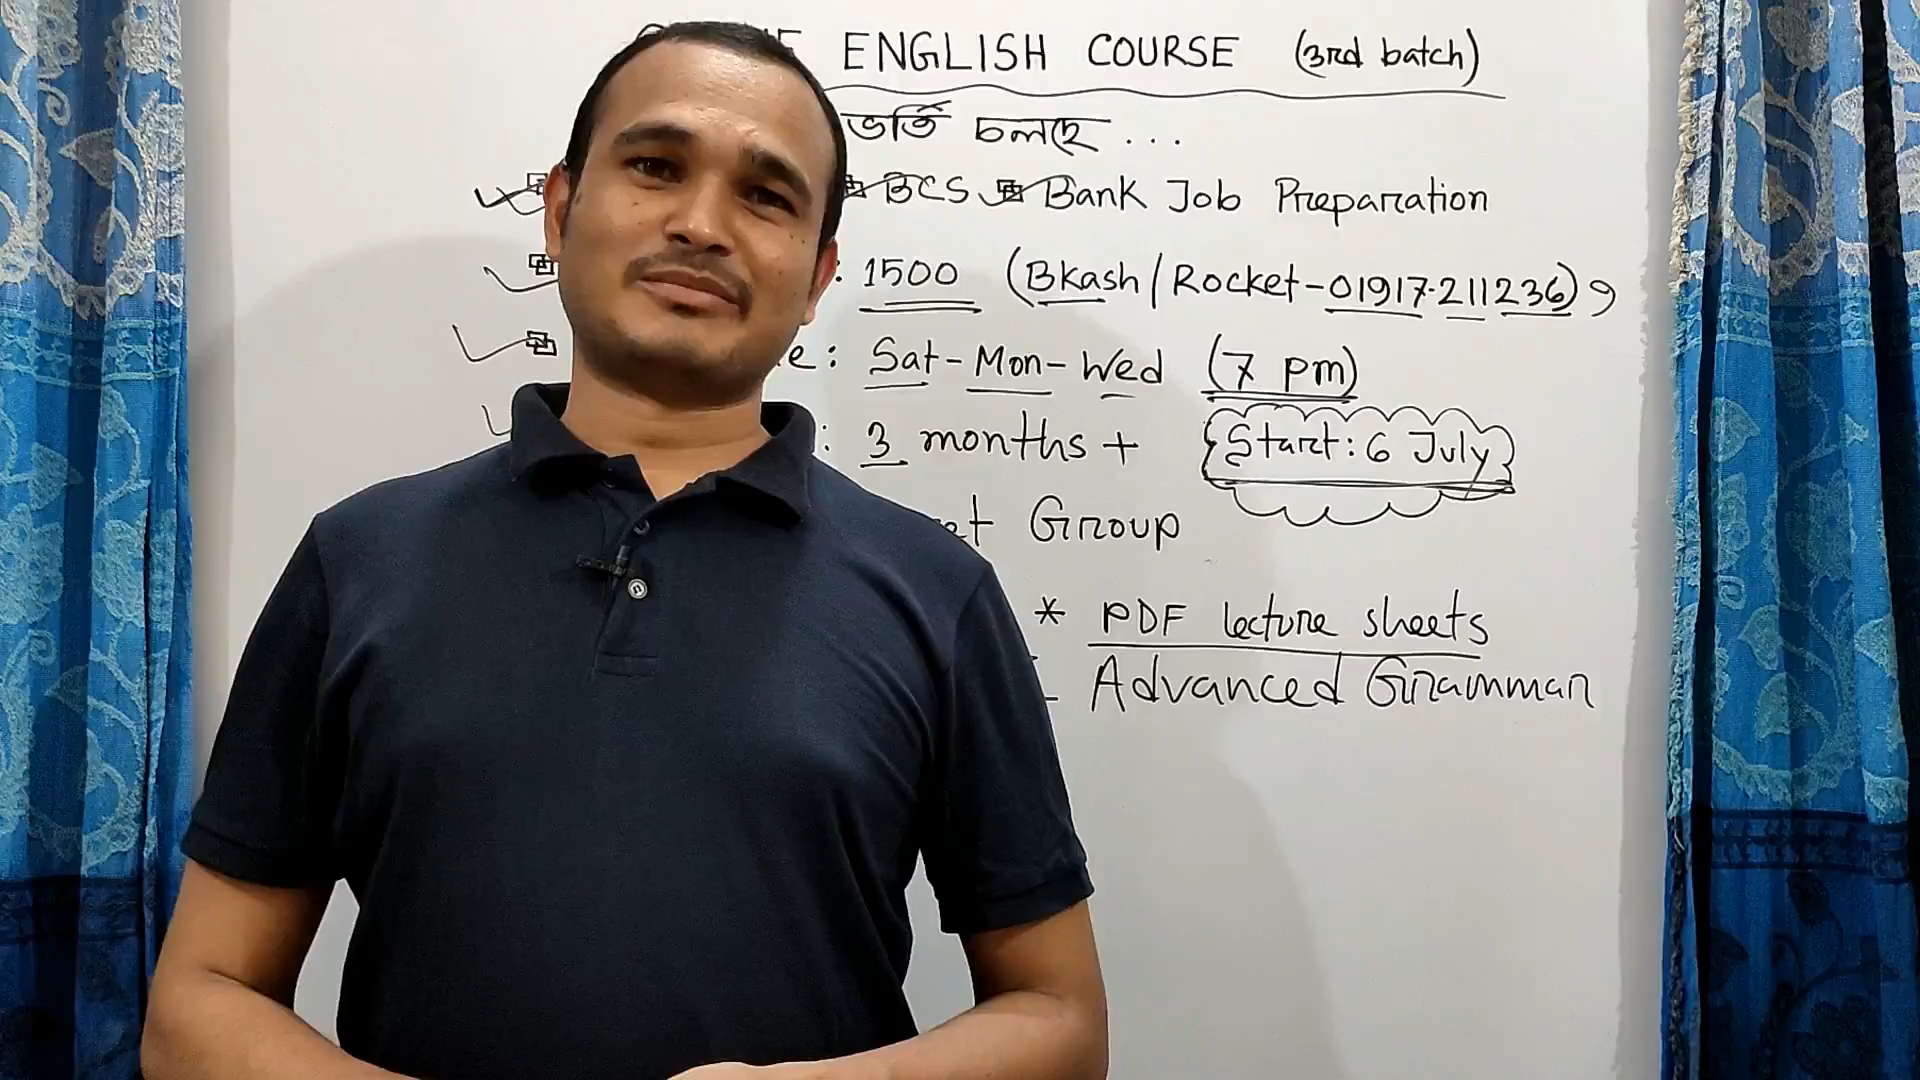 ENGLISH COURSE (3rd batch)
ভর্তি চলছে ...
BCS Bank Job Preparation
: 1500 (Bkash/Rocket-01917-211236)
e: Sat-Mon-Wed (7 pm)
: 3 months + Start: 6 July
et Group
* PDF lecture sheets
- Advanced Grammar